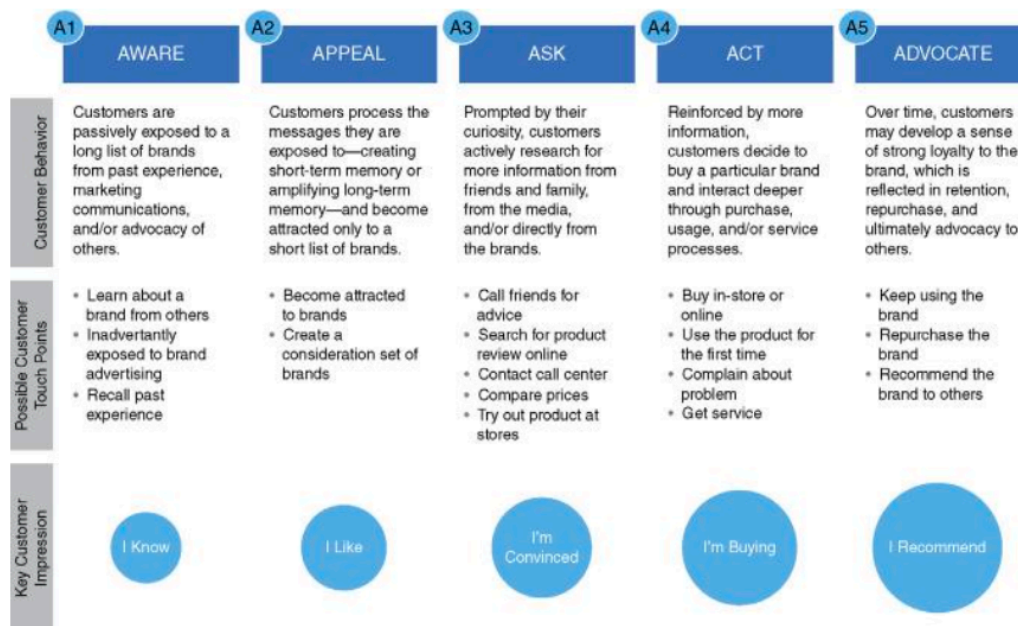 A1
AWARE
A2
APPEAL
A3
ASK
A4
ACT
A5
ADVOCATE
Customer Behavior
Customers are
passively exposed to a
long list of brands
from past experience,
marketing
communications,
and/or advocacy of
others.
Customers process the
messages they are
exposed to—creating
short-term memory or
amplifying long-term
memory—and become
attracted only to a
short list of brands.
Prompted by their
curiosity, customers
actively research for
more information from
friends and family,
from the media,
and/or directly from
the brands.
Reinforced by more
information,
customers decide to
buy a particular brand
and interact deeper
through purchase,
usage, and/or service
processes.
Over time, customers
may develop a sense
of strong loyalty to the
brand, which is
reflected in retention,
repurchase, and
ultimately advocacy to
others.
Possible Customer
Touch Points
• Learn about a
brand from others
• Inadvertently
exposed to brand
advertising
• Recall past
experience
• Become attracted
to brands
• Create a
consideration set of
brands
• Call friends for
advice
• Search for product
review online
• Contact call center
• Compare prices
• Try out product at
stores
• Buy in-store or
online
• Use the product for
the first time
• Complain about
problem
• Get service
• Keep using the
brand
• Repurchase the
brand
• Recommend the
brand to others
Key Customer
Impression
I Know
I Like
I'm
Convinced
I'm Buying
I Recommend